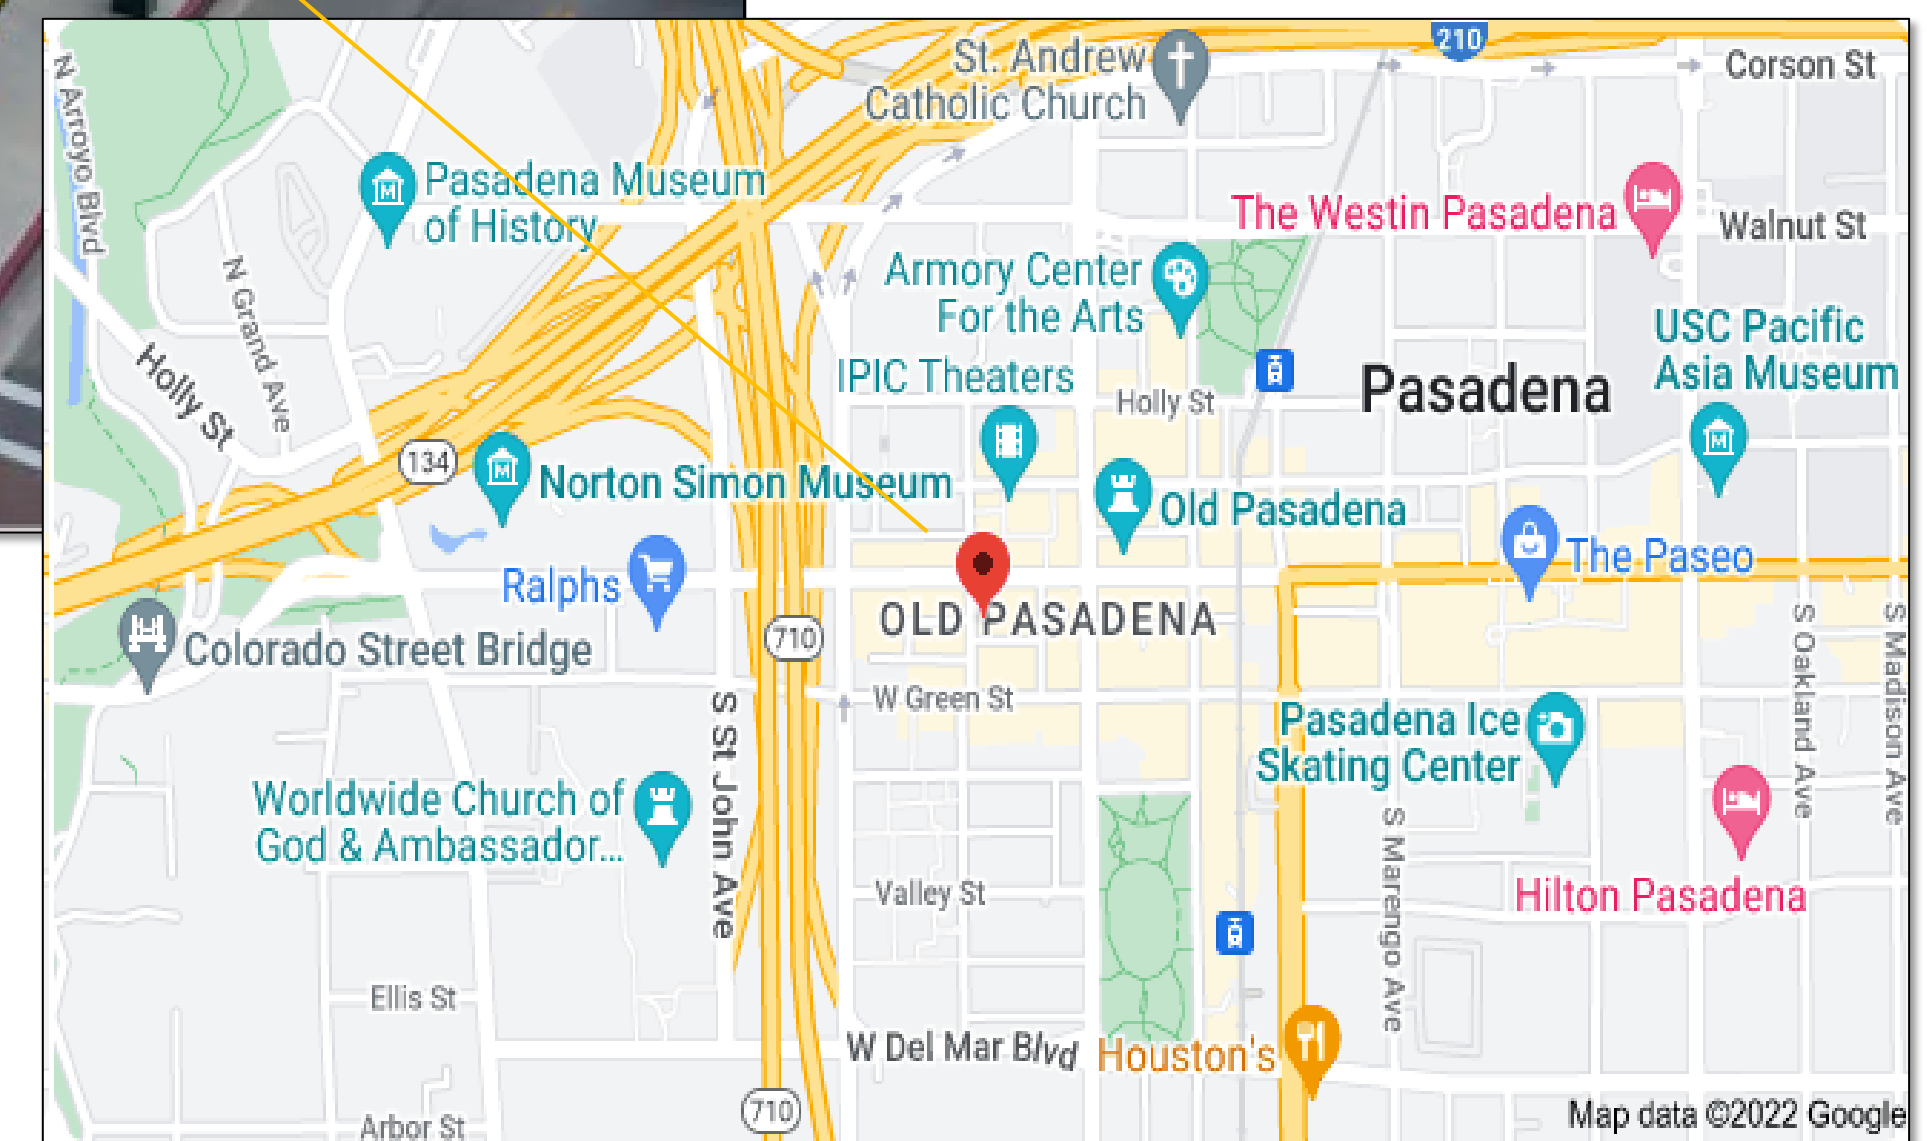 210
St. Andrew
Catholic Church
Corson St
N Arroyo Blvd
Pasadena Museum
of History
The Westin Pasadena
Walnut St
N Grand Ave
Armory Center
For the Arts
USC Pacific
Asia Museum
Holly St
IPIC Theaters
Holly St
Pasadena
134
Norton Simon Museum
Old Pasadena
The Paseo
Ralphs
OLD PASADENA
710
Colorado Street Bridge
S Oakland Ave
S Madison Ave
W Green St
S St John Ave
Pasadena Ice
Skating Center
Worldwide Church of
God & Ambassador...
S Marengo Ave
Valley St
Hilton Pasadena
Ellis St
W Del Mar Blvd
Houston's
710
Arbor St
Map data ©2022 Google